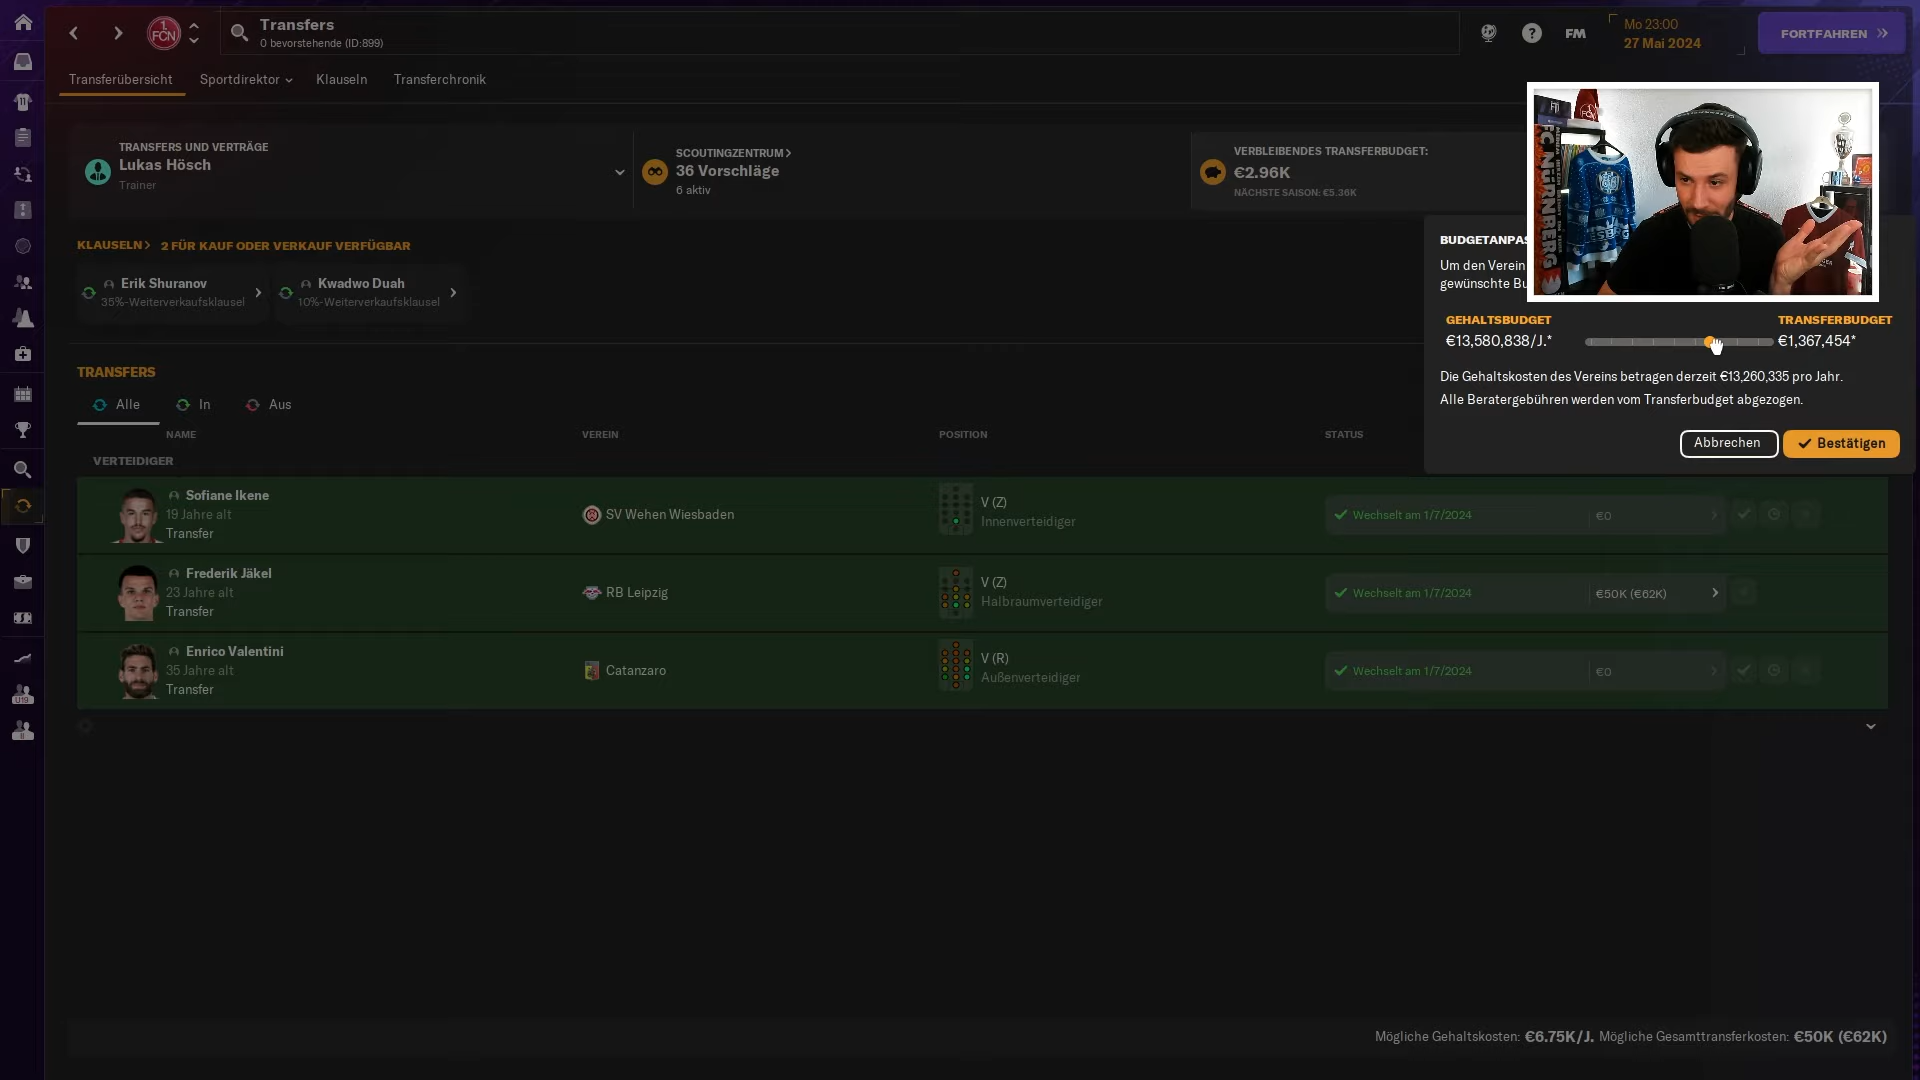 Transfers
0 bevorstehende (ID:899)
FM
Mo 23:00
27 Mai 2024
FORTFAHREN
Transferübersicht
Sportdirektor
Klauseln
Transferchronik
TRANSFERS UND VERTRÄGE
Lukas Hösch
Trainer
SCOUTINGZENTRUM
36 Vorschläge
6 aktiv
VERBLEIBENDES TRANSFERBUDGET:
€2.96K
NÄCHSTE SAISON: €5.36K
FC NÜRNBERG
KLAUSELN
2 FÜR KAUF ODER VERKAUF VERFÜGBAR
Erik Shuranov
35%-Weiterverkaufsklausel
Kwadwo Duah
10%-Weiterverkaufsklausel
BUDGETANPAS
Um den Verein
gewünschte Bu
GEHALTSBUDGET
€13,580,838/J.*
TRANSFERBUDGET
€1,367,454*
Die Gehaltskosten des Vereins betragen derzeit €13,260,335 pro Jahr.
Alle Beratergebühren werden vom Transferbudget abgezogen.
Abbrechen
Bestätigen
TRANSFERS
Alle
In
Aus
NAME
VEREIN
POSITION
STATUS
VERTEIDIGER
Sofiane Ikene
19 Jahre alt
Transfer
SV Wehen Wiesbaden
V (Z)
Innenverteidiger
Wechselt am 1/7/2024
€0
Frederik Jäkel
23 Jahre alt
Transfer
RB Leipzig
V (Z)
Halbraumverteidiger
Wechselt am 1/7/2024
€50K (€62K)
Enrico Valentini
35 Jahre alt
Transfer
Catanzaro
V (R)
Außenverteidiger
Wechselt am 1/7/2024
€0
Mögliche Gehaltskosten: €6.75K/J. Mögliche Gesamttransferkosten: €50K (€62K)